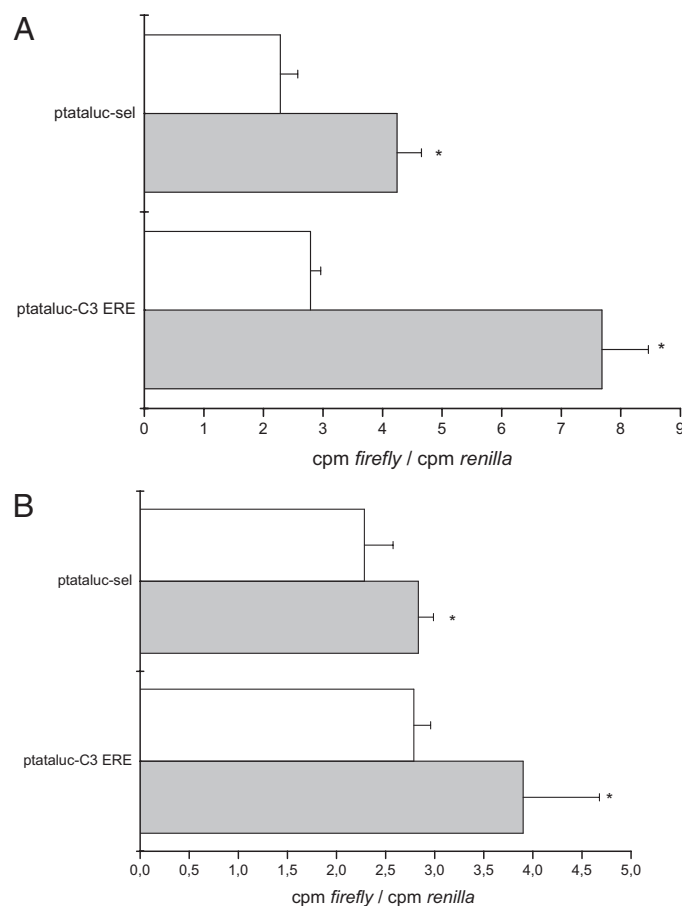 A
ptataluc-sel
*
ptataluc-C3 ERE
*
0 1 2 3 4 5 6 7 8 9
cpm firefly / cpm renilla
B
ptataluc-sel
*
ptataluc-C3 ERE
*
0,0 0,5 1,0 1,5 2,0 2,5 3,0 3,5 4,0 4,5 5,0
cpm firefly / cpm renilla